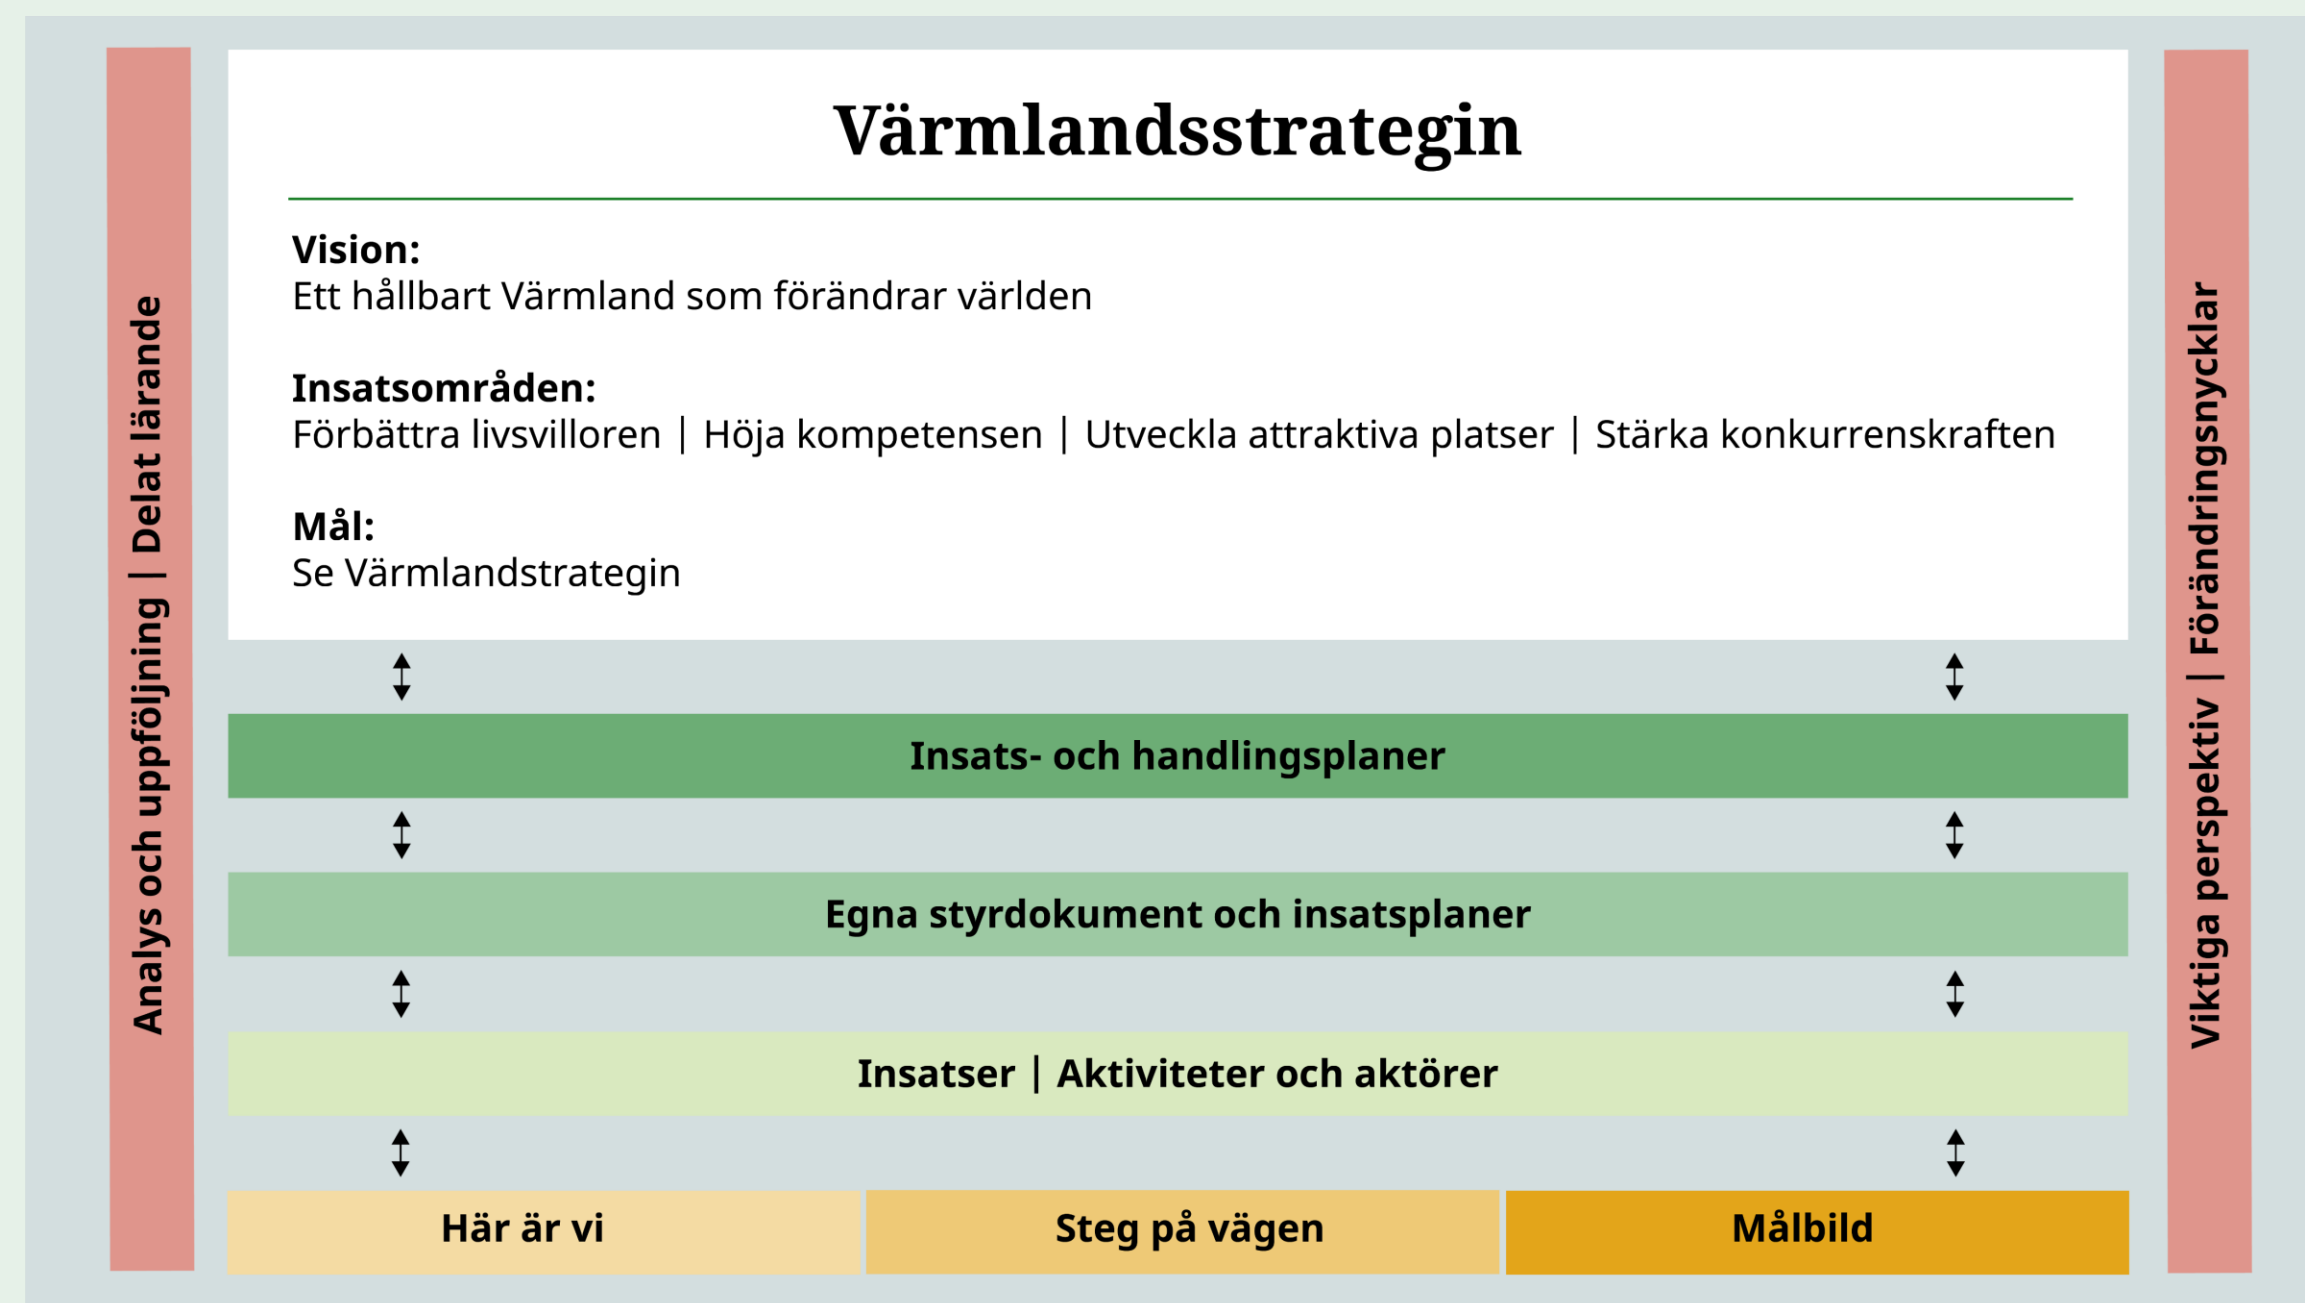 Analys och uppföljning | Delat lärande
Värmlandsstrategin
Vision:
Ett hållbart Värmland som förändrar världen
Insatsområden:
Förbättra livsvilloren | Höja kompetensen | Utveckla attraktiva platser | Stärka konkurrenskraften
Mål:
Se Värmlandstrategin
Insats- och handlingsplaner
Egna styrdokument och insatsplaner
Insatser | Aktiviteter och aktörer
Här är vi
Steg på vägen
Målbild
Viktiga perspektiv | Förändringsnycklar